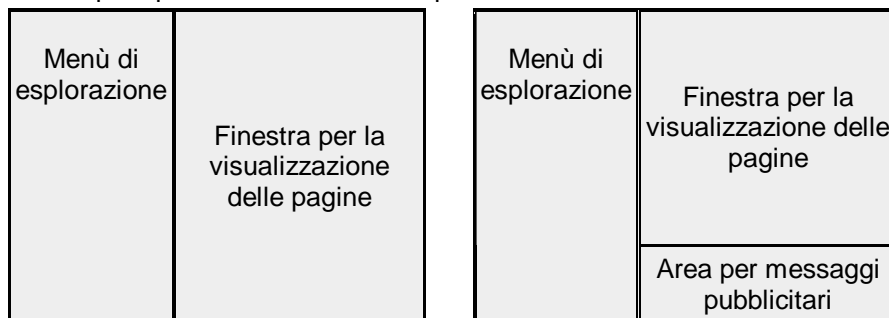 Menù di
esplorazione
Finestra per la
visualizzazione
delle pagine
Menù di
esplorazione
Finestra per la
visualizzazione delle
pagine
Area per messaggi
pubblicitari